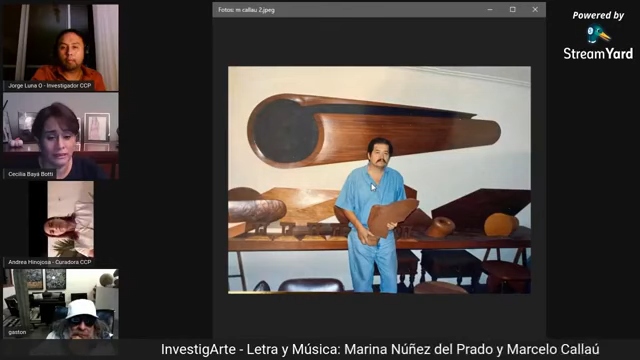 Fotos: m callau 2.jpeg
Powered by
StreamYard
Jorge Luna O - Investigador CCP
Cecilia Bayá Botti
Andrea Hinojosa - Curadora CCP
gaston
InvestigArte - Letra y Música: Marina Núñez del Prado y Marcelo Callaú